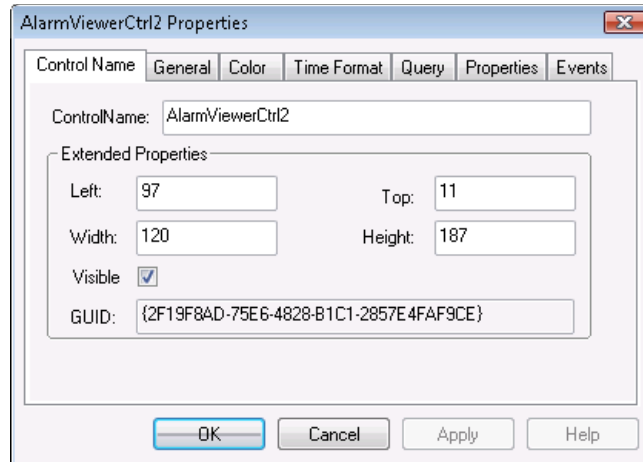 AlarmViewerCtrl2 Properties
Control Name General Color Time Format Query Properties Events
ControlName: AlarmViewerCtrl2
Extended Properties
Left: 97 Top: 11
Width: 120 Height: 187
Visible
GUID: {2F19F8AD-75E6-4828-B1C1-2857E4FAF9CE}
OK Cancel Apply Help